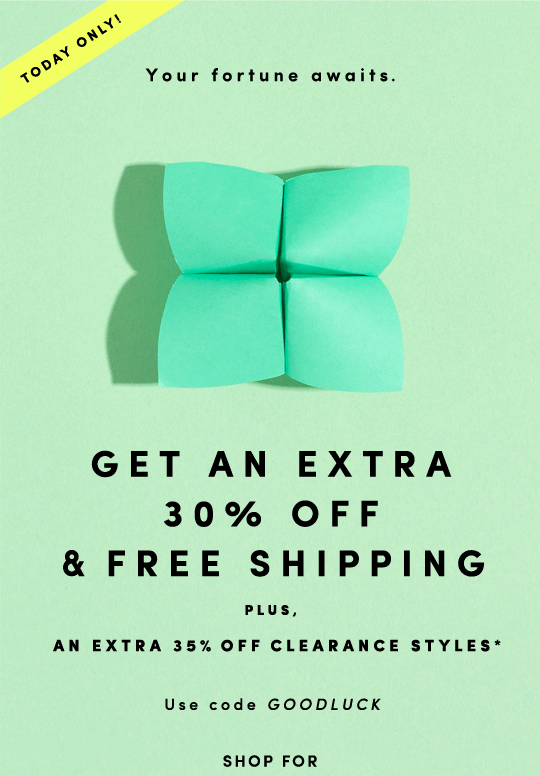 TODAY ONLY!
Your fortune awaits.
GET AN EXTRA
30% OFF
& FREE SHIPPING
PLUS,
AN EXTRA 35% OFF CLEARANCE STYLES*
Use code GOODLUCK
SHOP FOR